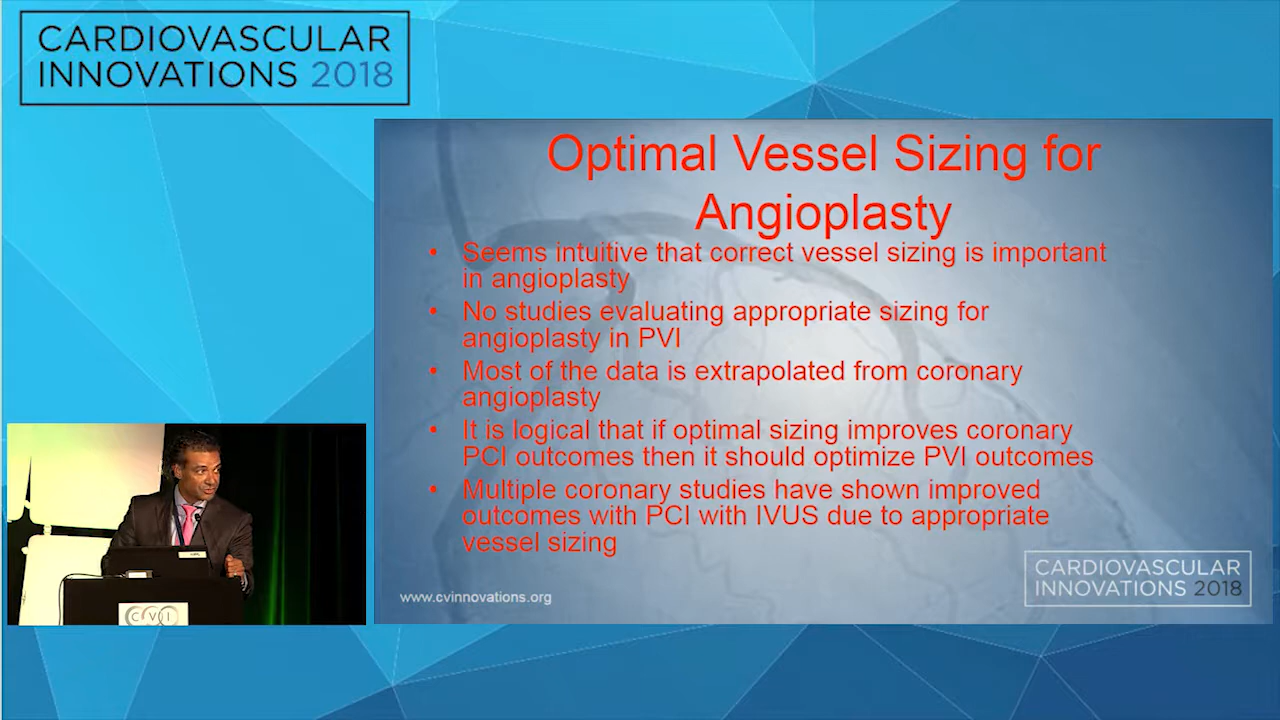 CARDIOVASCULAR
INNOVATIONS 2018
Optimal Vessel Sizing for
Angioplasty
• Seems intuitive that correct vessel sizing is important
in angioplasty
• No studies evaluating appropriate sizing for
angioplasty in PVI
• Most of the data is extrapolated from coronary
angioplasty
• It is logical that if optimal sizing improves coronary
PCI outcomes then it should optimize PVI outcomes
• Multiple coronary studies have shown improved
outcomes with PCI with IVUS due to appropriate
vessel sizing
www.cvinnovations.org
CARDIOVASCULAR
INNOVATIONS 2018
CVII